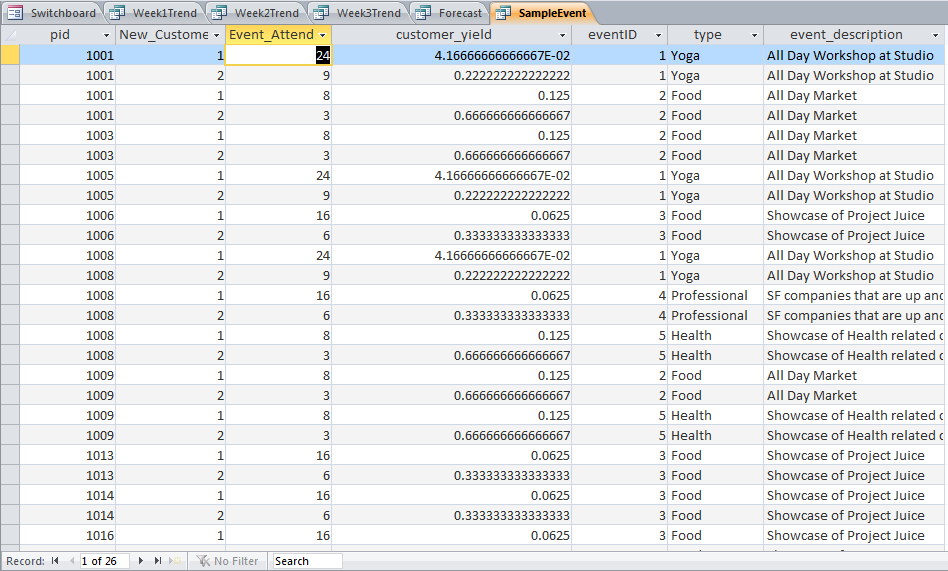 Switchboard Week1Trend Week2Trend Week3Trend Forecast SampleEvent
pid New_Custome Event_Attend customer_yield eventID type event_description
1001 1 24 4.16666666666667E-02 1 Yoga All Day Workshop at Studio
1001 2 9 0.222222222222222 1 Yoga All Day Workshop at Studio
1001 1 8 0.125 2 Food All Day Market
1001 2 3 0.666666666666667 2 Food All Day Market
1003 1 8 0.125 2 Food All Day Market
1003 2 3 0.666666666666667 2 Food All Day Market
1005 1 24 4.16666666666667E-02 1 Yoga All Day Workshop at Studio
1005 2 9 0.222222222222222 1 Yoga All Day Workshop at Studio
1006 1 16 0.0625 3 Food Showcase of Project Juice
1006 2 6 0.333333333333333 3 Food Showcase of Project Juice
1008 1 24 4.16666666666667E-02 1 Yoga All Day Workshop at Studio
1008 2 9 0.222222222222222 1 Yoga All Day Workshop at Studio
1008 1 16 0.0625 4 Professional SF companies that are up and
1008 2 6 0.333333333333333 4 Professional SF companies that are up and
1008 1 8 0.125 5 Health Showcase of Health related
1008 2 3 0.666666666666667 5 Health Showcase of Health related
1009 1 8 0.125 2 Food All Day Market
1009 2 3 0.666666666666667 2 Food All Day Market
1009 1 8 0.125 5 Health Showcase of Health related
1009 2 3 0.666666666666667 5 Health Showcase of Health related
1013 1 16 0.0625 3 Food Showcase of Project Juice
1013 2 6 0.333333333333333 3 Food Showcase of Project Juice
1014 1 16 0.0625 3 Food Showcase of Project Juice
1014 2 6 0.333333333333333 3 Food Showcase of Project Juice
1016 1 16 0.0625 3 Food Showcase of Project Juice
Record: 1 of 26 No Filter Search